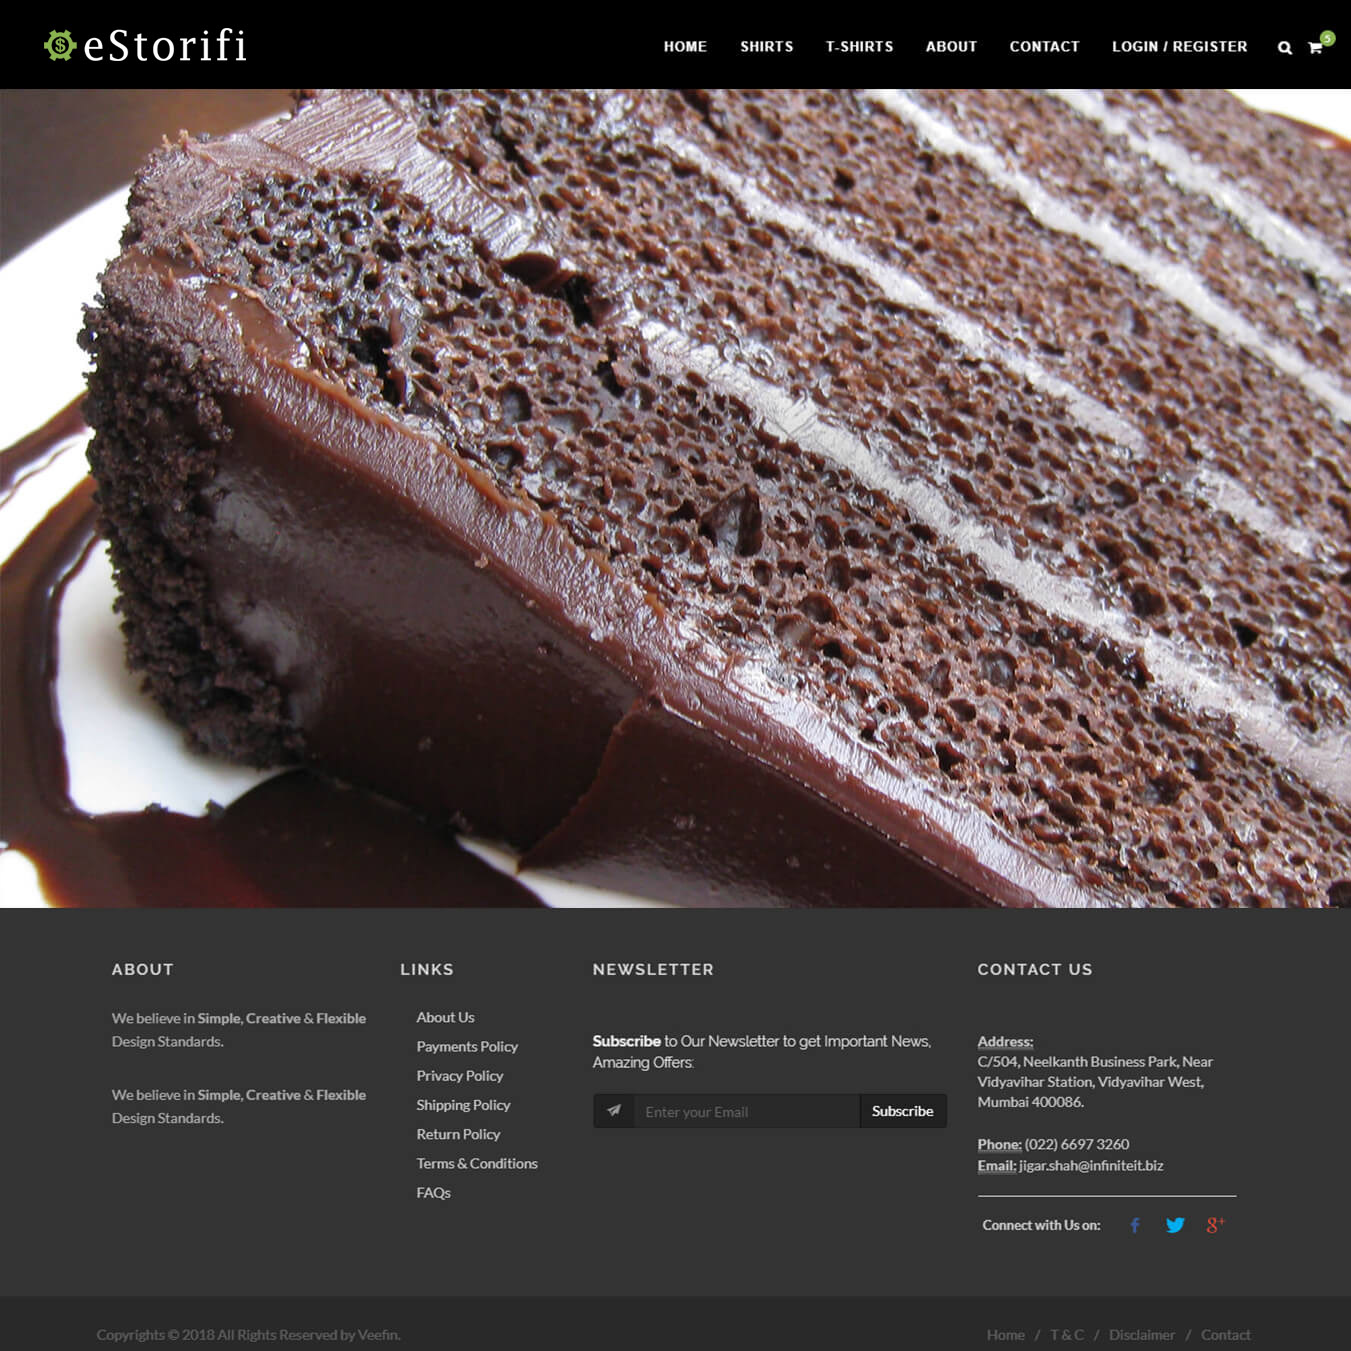 eStorifi
HOME SHIRTS T-SHIRTS ABOUT CONTACT LOGIN / REGISTER 5
ABOUT
We believe in Simple, Creative & Flexible
Design Standards.
We believe in Simple, Creative & Flexible
Design Standards.
LINKS
About Us
Payments Policy
Privacy Policy
Shipping Policy
Return Policy
Terms & Conditions
FAQs
NEWSLETTER
Subscribe to Our Newsletter to get Important News,
Amazing Offers:
Enter your Email Subscribe
CONTACT US
Address:
C/504, Neelkanth Business Park, Near
Vidyavihar Station, Vidyavihar West,
Mumbai 400086.
Phone: (022) 6697 3260
Email: jigar.shah@infiniteit.biz
Connect with Us on:
Copyrights © 2018 All Rights Reserved by Veefin.
Home / T & C / Disclaimer / Contact